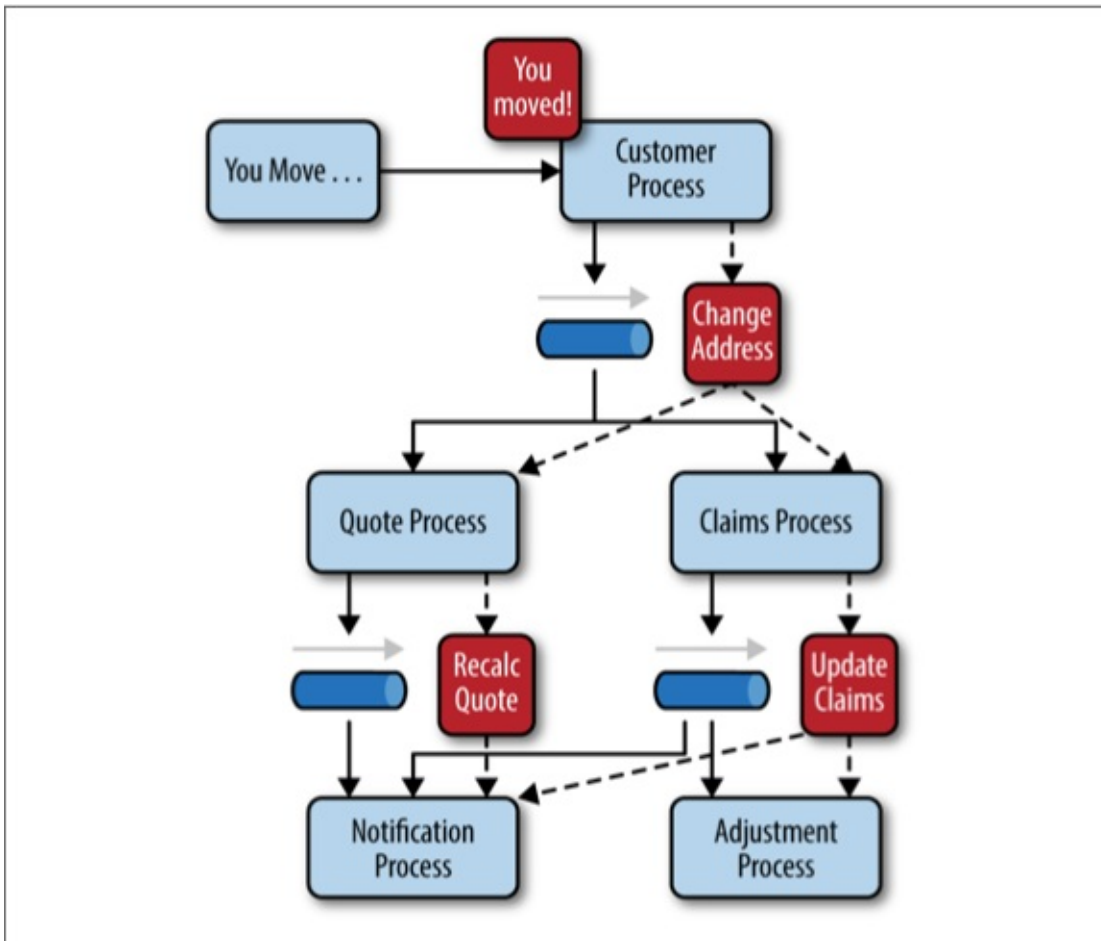 You
moved!
You Move . . .
Customer
Process
Change
Address
Quote Process
Claims Process
Recalc
Quote
Update
Claims
Notification
Process
Adjustment
Process